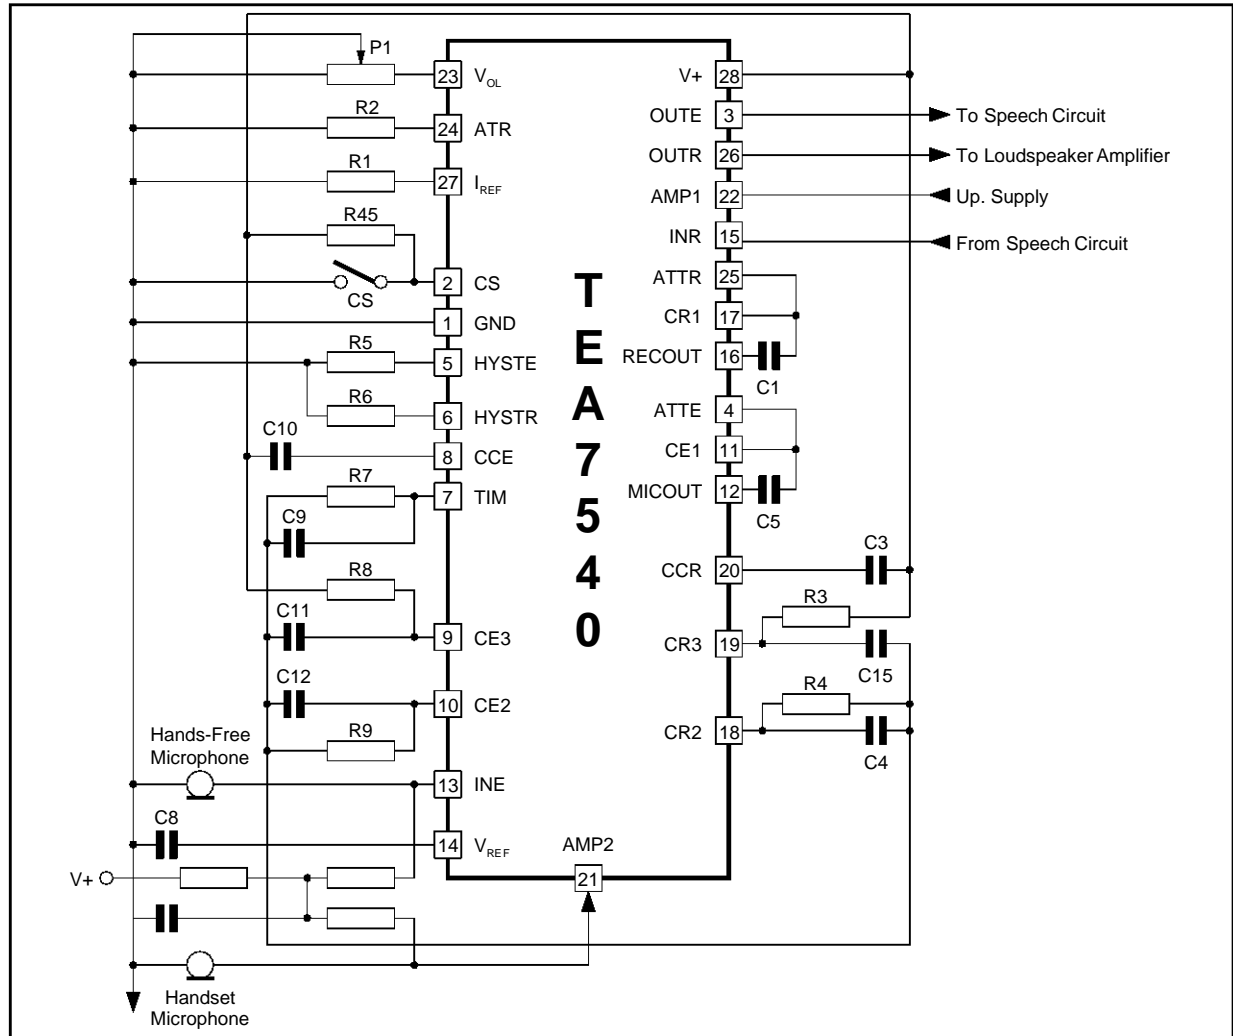 P1
23 V_OL
R2
24 ATR
R1
27 I_REF
R45
CS
2 CS
1 GND
R5
5 HYSTE
R6
6 HYSTR
C10
8 CCE
R7
7 TIM
C9
R8
C11
9 CE3
C12
10 CE2
R9
Hands-Free
Microphone
13 INE
C8
14 V_REF
V+
Handset
Microphone
TEA7540
AMP2
21
V+ 28
OUTE 3 To Speech Circuit
OUTR 26 To Loudspeaker Amplifier
AMP1 22 Up. Supply
INR 15 From Speech Circuit
ATTR 25
CR1 17
RECOUT 16
C1
ATTE 4
CE1 11
MICOUT 12
C5
C3
CCR 20
R3
CR3 19
C15
R4
CR2 18
C4